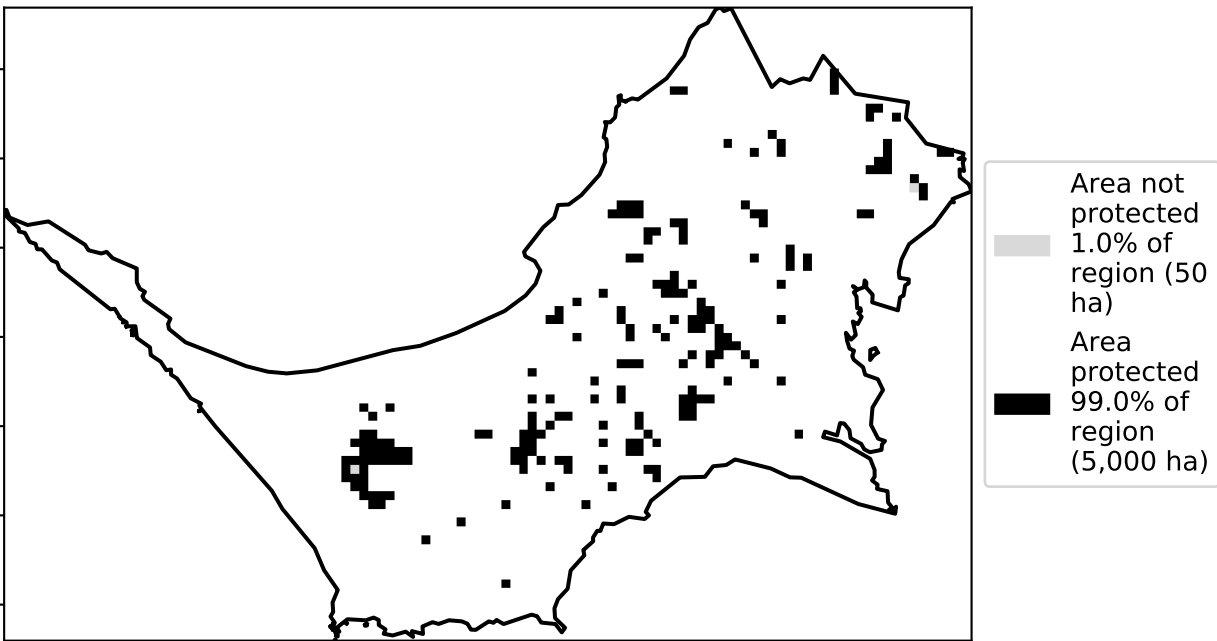 Area not
protected
1.0% of
region (50
ha)
Area
protected
99.0% of
region
(5,000 ha)